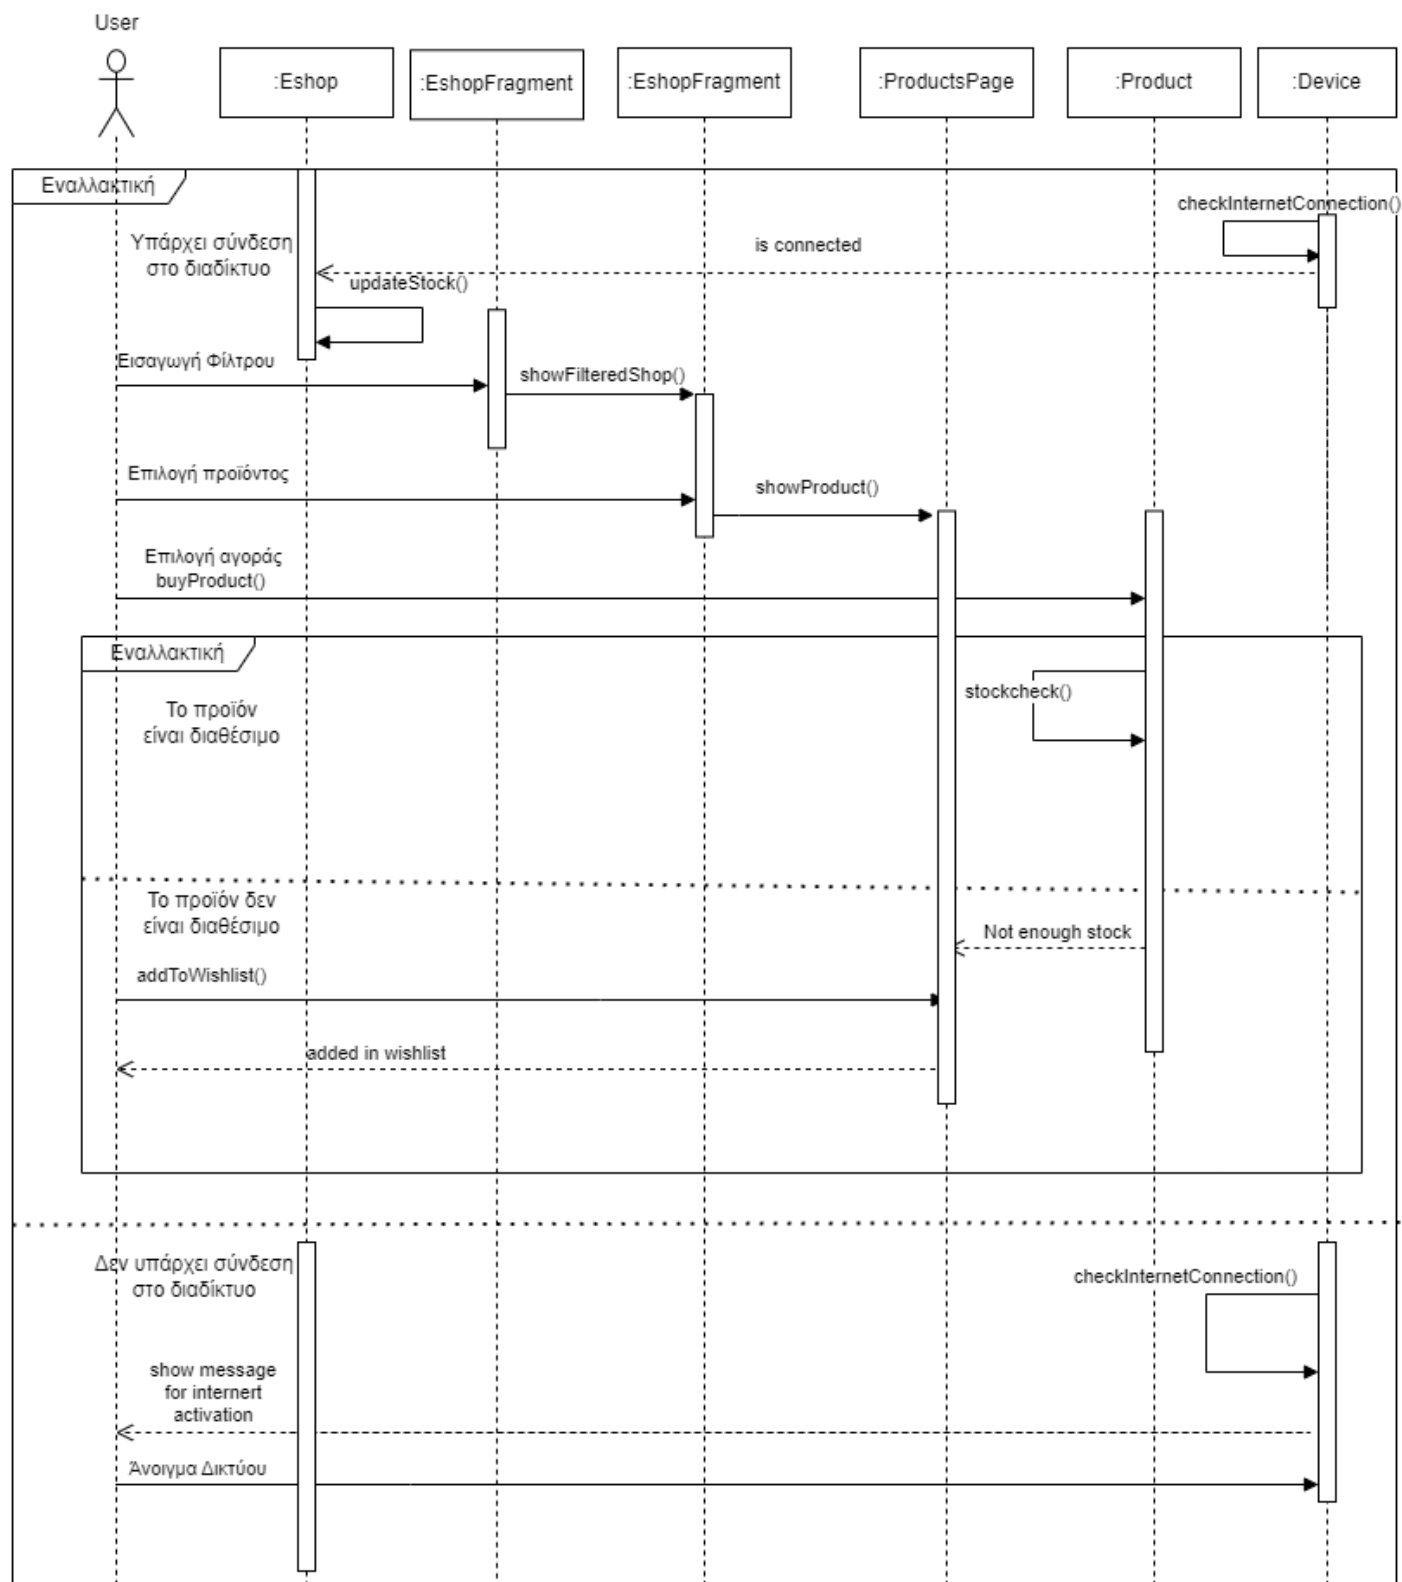 User
:Eshop
:EshopFragment
:EshopFragment
:ProductsPage
:Product
:Device
Εναλλακτική
checkInternetConnection()
Υπάρχει σύνδεση
στο διαδίκτυο
is connected
updateStock()
Εισαγωγή Φίλτρου
showFilteredShop()
Επιλογή προϊόντος
showProduct()
Επιλογή αγοράς
buyProduct()
Εναλλακτική
stockcheck()
Το προϊόν
είναι διαθέσιμο
Το προϊόν δεν
είναι διαθέσιμο
Not enough stock
addToWishlist()
added in wishlist
Δεν υπάρχει σύνδεση
στο διαδίκτυο
checkInternetConnection()
show message
for internert
activation
Άνοιγμα Δικτύου